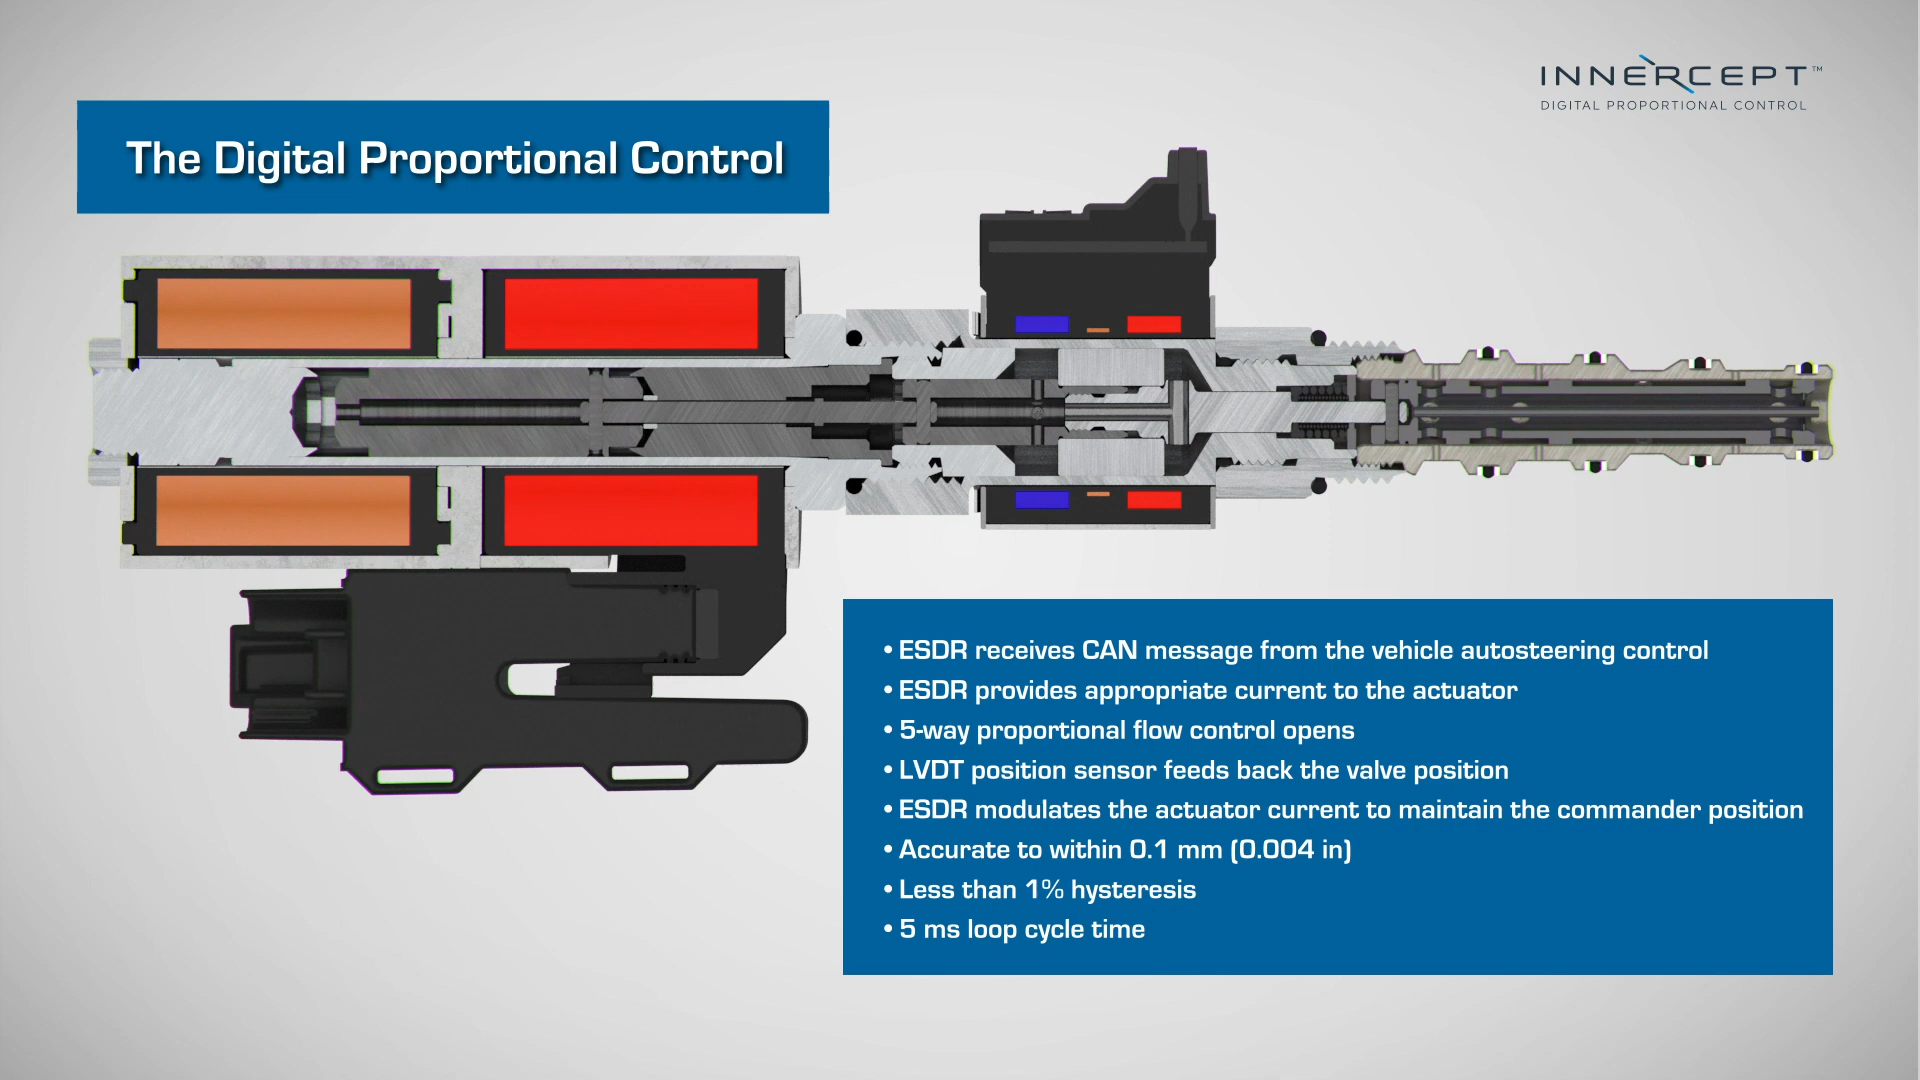 INNERCEPT™
DIGITAL PROPORTIONAL CONTROL
The Digital Proportional Control
• ESDR receives CAN message from the vehicle autosteering control
• ESDR provides appropriate current to the actuator
• 5-way proportional flow control opens
• LVDT position sensor feeds back the valve position
• ESDR modulates the actuator current to maintain the commander position
• Accurate to within 0.1 mm (0.004 in)
• Less than 1% hysteresis
• 5 ms loop cycle time